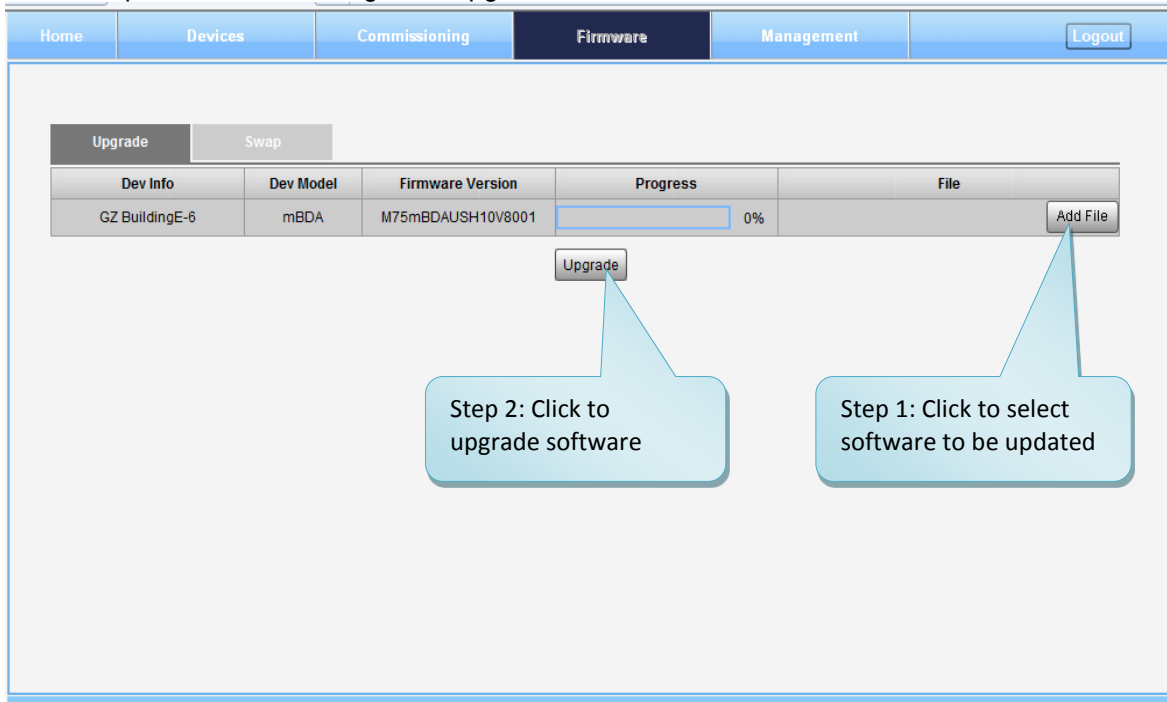 Home Devices Commissioning Firmware Management Logout
Upgrade Swap
Dev Info Dev Model Firmware Version Progress File
GZ BuildingE-6 mBDA M75mBDAUSH10V8001 0% Add File
Upgrade
Step 2: Click to
upgrade software
Step 1: Click to select
software to be updated